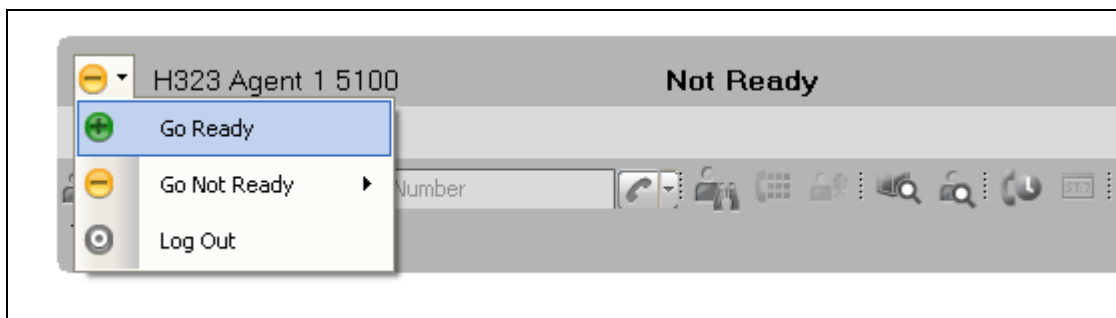 H323 Agent 1 5100 Not Ready
Go Ready
Go Not Ready
Number
Log Out